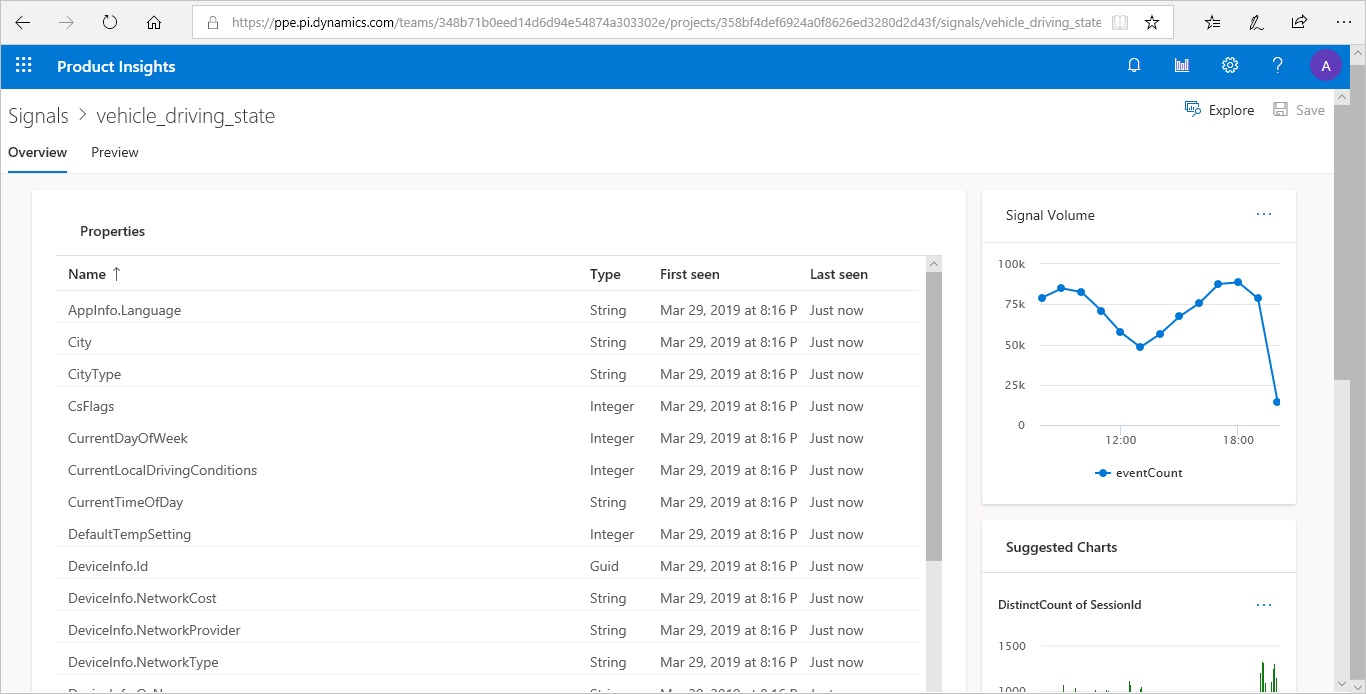 https://ppe.pi.dynamics.com/teams/348b71b0eed14d6d94e54874a303302e/projects/358bf4def6924a0f8626ed3280d2d43f/signals/vehicle_driving_state
Product Insights
?
A
Signals > vehicle_driving_state
Explore
Save
Overview
Preview
Properties
Name ↑ Type First seen Last seen
AppInfo.Language String Mar 29, 2019 at 8:16 P Just now
City String Mar 29, 2019 at 8:16 P Just now
CityType String Mar 29, 2019 at 8:16 P Just now
CsFlags Integer Mar 29, 2019 at 8:16 P Just now
CurrentDayOfWeek Integer Mar 29, 2019 at 8:16 P Just now
CurrentLocalDrivingConditions Integer Mar 29, 2019 at 8:16 P Just now
CurrentTimeOfDay String Mar 29, 2019 at 8:16 P Just now
DefaultTempSetting Integer Mar 29, 2019 at 8:16 P Just now
DeviceInfo.Id Guid Mar 29, 2019 at 8:16 P Just now
DeviceInfo.NetworkCost String Mar 29, 2019 at 8:16 P Just now
DeviceInfo.NetworkProvider String Mar 29, 2019 at 8:16 P Just now
DeviceInfo.NetworkType String Mar 29, 2019 at 8:16 P Just now
Signal Volume
100k
75k
50k
25k
0
12:00 18:00
eventCount
Suggested Charts
DistinctCount of SessionId
1500
1000